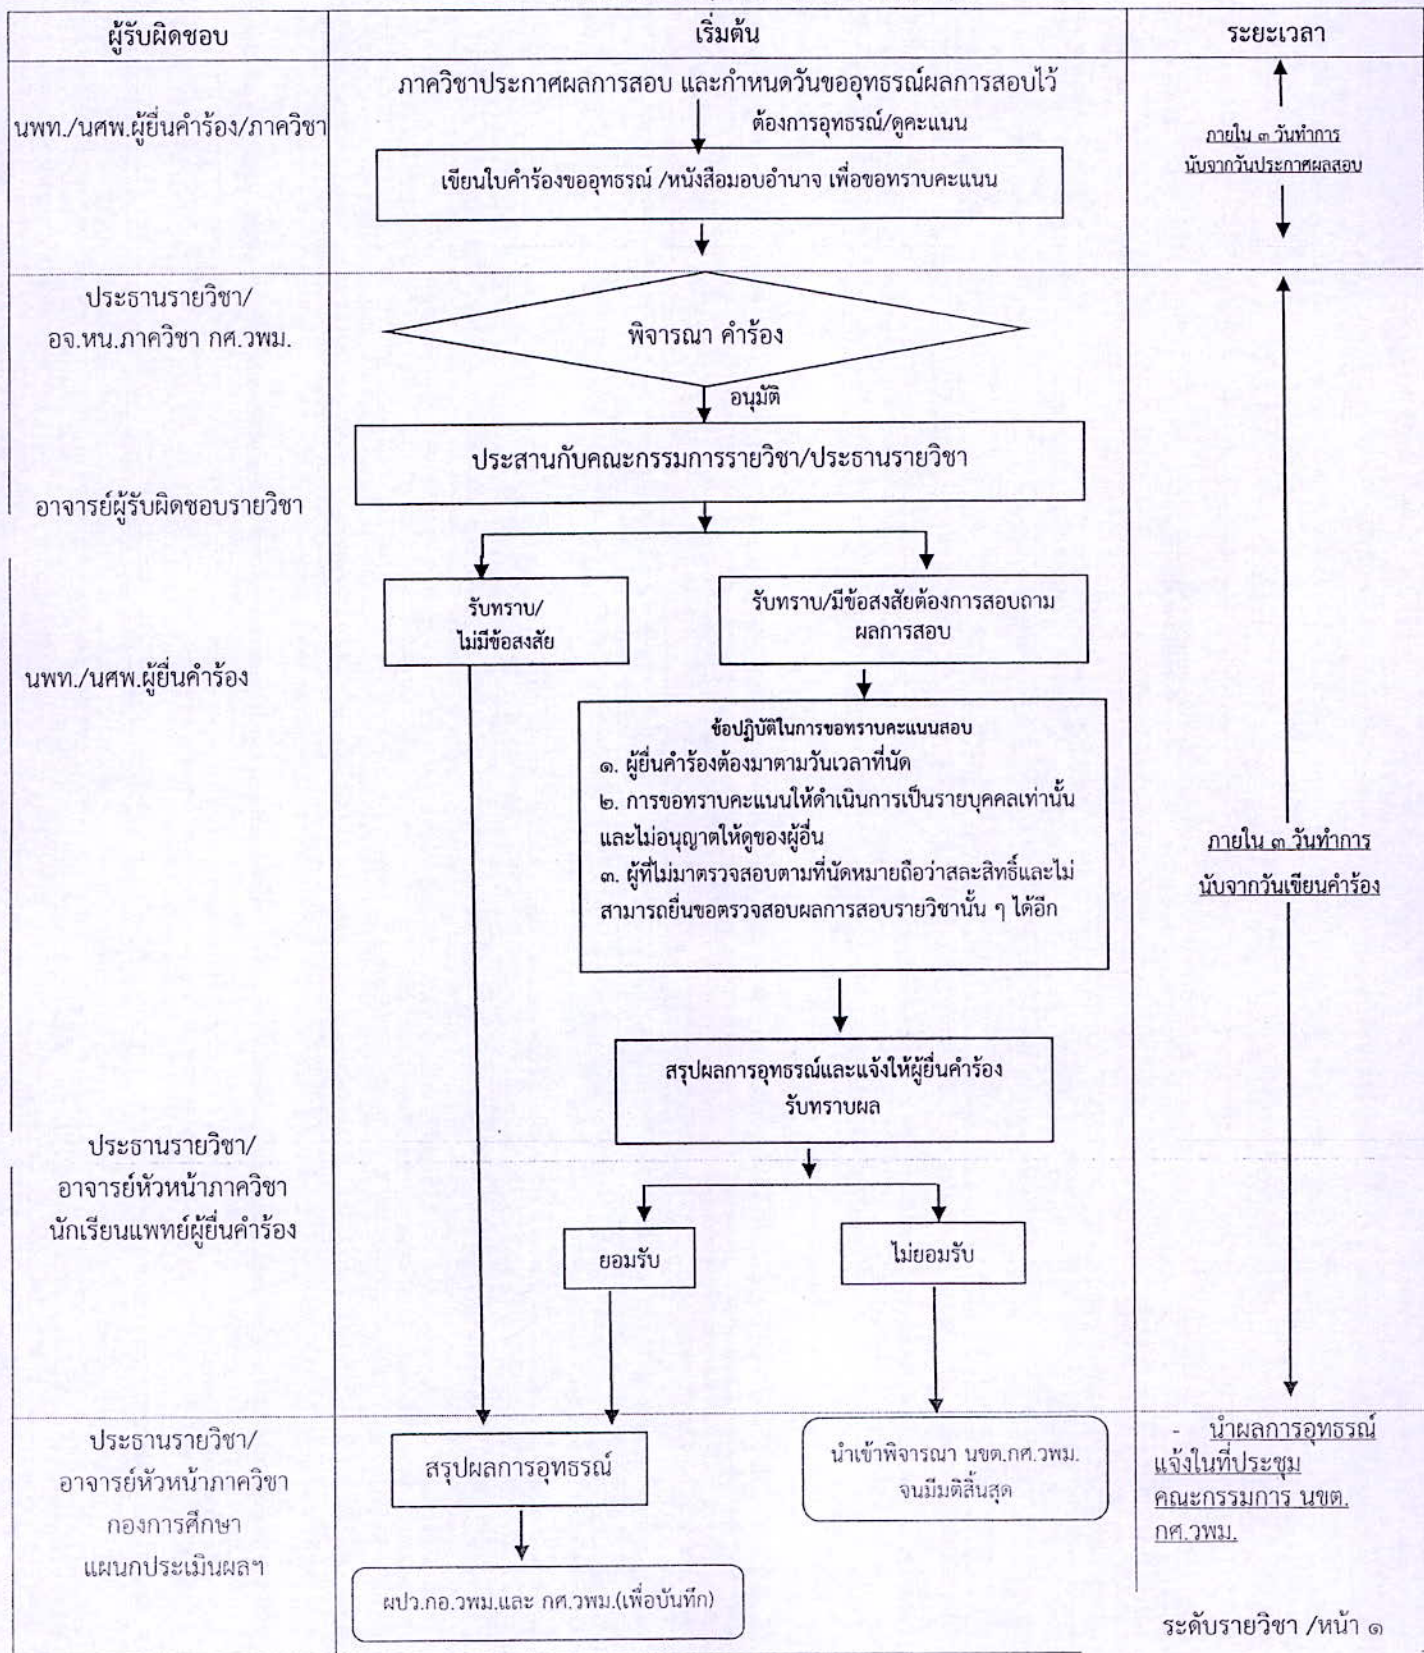 ผู้รับผิดชอบ
เริ่มต้น
ระยะเวลา
นพท./นศพ.ผู้ยื่นคำร้อง/ภาควิชา
ภาควิชาประกาศผลการสอบ และกำหนดวันขออุทธรณ์ผลการสอบไว้
ต้องการอุทธรณ์/ดูคะแนน
เขียนใบคำร้องขออุทธรณ์ /หนังสือมอบอำนาจ เพื่อขอทราบคะแนน
ภายใน ๓ วันทำการ
นับจากวันประกาศผลสอบ
ประธานรายวิชา/
อจ.หน.ภาควิชา กศ.วพม.
พิจารณา คำร้อง
อนุมัติ
ประสานกับคณะกรรมการรายวิชา/ประธานรายวิชา
อาจารย์ผู้รับผิดชอบรายวิชา
รับทราบ/
ไม่มีข้อสงสัย
รับทราบ/มีข้อสงสัยต้องการสอบถาม
ผลการสอบ
นพท./นศพ.ผู้ยื่นคำร้อง
ข้อปฏิบัติในการขอทราบคะแนนสอบ
๑. ผู้ยื่นคำร้องต้องมาตามวันเวลาที่นัด
๒. การขอทราบคะแนนให้ดำเนินการเป็นรายบุคคลเท่านั้น
และไม่อนุญาตให้ดูของผู้อื่น
๓. ผู้ที่ไม่มาตรวจสอบตามที่นัดหมายถือว่าสละสิทธิ์และไม่
สามารถยื่นขอตรวจสอบผลการสอบรายวิชานั้น ๆ ได้อีก
ภายใน ๓ วันทำการ
นับจากวันเขียนคำร้อง
สรุปผลการอุทธรณ์และแจ้งให้ผู้ยื่นคำร้อง
รับทราบผล
ประธานรายวิชา/
อาจารย์หัวหน้าภาควิชา
นักเรียนแพทย์ผู้ยื่นคำร้อง
ยอมรับ
ไม่ยอมรับ
ประธานรายวิชา/
อาจารย์หัวหน้าภาควิชา
กองการศึกษา
แผนกประเมินผลฯ
สรุปผลการอุทธรณ์
นำเข้าพิจารณา นขต.กศ.วพม.
จนมีมติสิ้นสุด
- นำผลการอุทธรณ์
แจ้งในที่ประชุม
คณะกรรมการ นขต.
กศ.วพม.
ผปว.กอ.วพม.และ กศ.วพม.(เพื่อบันทึก)
ระดับรายวิชา /หน้า ๑